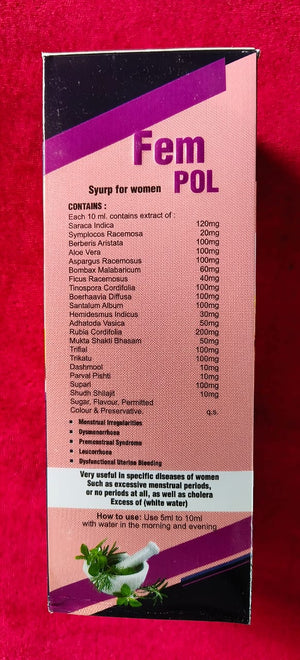 Fem
POL
Syurp for women
CONTAINS :
Each 10 ml. contains extract of :
Saraca Indica 120mg
Symplocos Racemosa 20mg
Berberis Aristata 100mg
Aloe Vera 100mg
Aspargus Racemosus 100mg
Bombax Malabaricum 60mg
Ficus Racemosus 40mg
Tinospora Cordifolia 100mg
Boerhaavia Diffusa 100mg
Santalum Album 100mg
Hemidesmus Indicus 30mg
Adhatoda Vasica 50mg
Rubia Cordifolia 200mg
Mukta Shakti Bhasam 50mg
Triflal 100mg
Trikatu 100mg
Dashmool 10mg
Parval Pishti 10mg
Supari 100mg
Shudh Shilajit 10mg
Sugar, Flavour, Permitted
Colour & Preservative. q.s.
• Menstrual Irregularities
• Dysmenorrhoea
• Premenstrual Syndrome
• Leucorrhoea
• Dysfunctional Uterine Bleeding
Very useful in specific diseases of women
Such as excessive menstrual periods,
or no periods at all, as well as cholera
Excess of (white water)
How to use: Use 5ml to 10ml
with water in the morning and evening